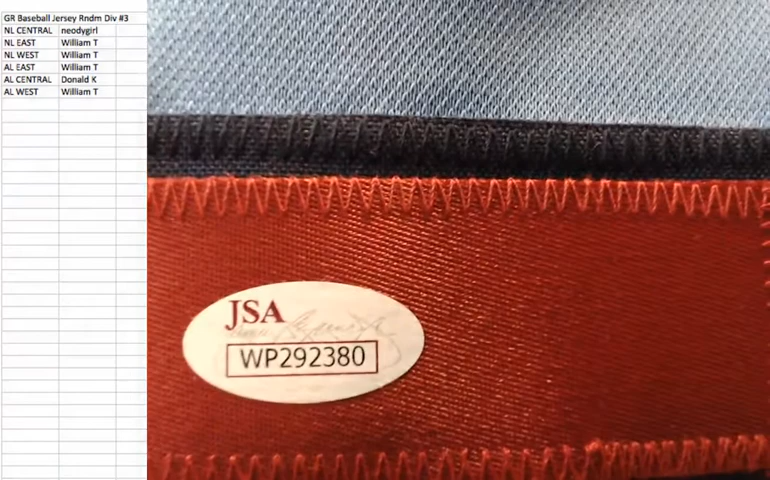 GR Baseball Jersey Rndm Div #3
NL CENTRAL neodygirl
NL EAST William T
NL WEST William T
AL EAST William T
AL CENTRAL Donald K
AL WEST William T
JSA
WP292380